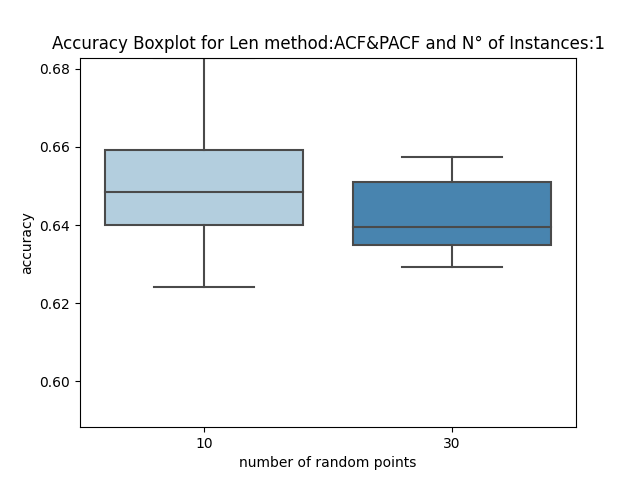 Accuracy Boxplot for Len method:ACF&PACF and N° of Instances:1
accuracy
0.68
0.66
0.64
0.62
0.60
10
30
number of random points